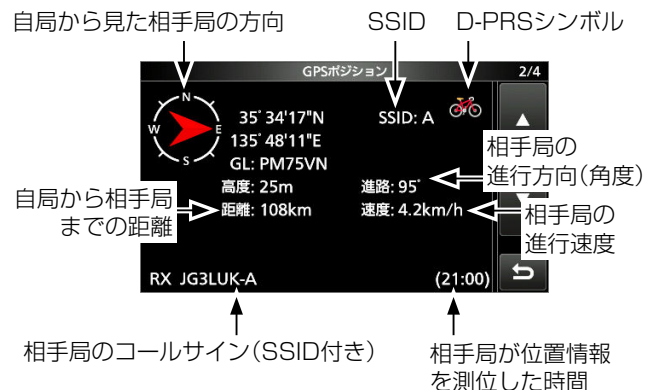 自局から見た相手局の方向
SSID
D-PRSシンボル
GPSポジション
2/4
N
W
E
S
35°34'17"N
135°48'11"E
GL: PM75VN
SSID: A
高度: 25m
距離: 108km
進路: 95°
速度: 4.2km/h
相手局の
進行方向(角度)
自局から相手局
までの距離
相手局の
進行速度
RX JG3LUK-A
(21:00)
相手局のコールサイン(SSID付き)
相手局が位置情報
を測位した時間